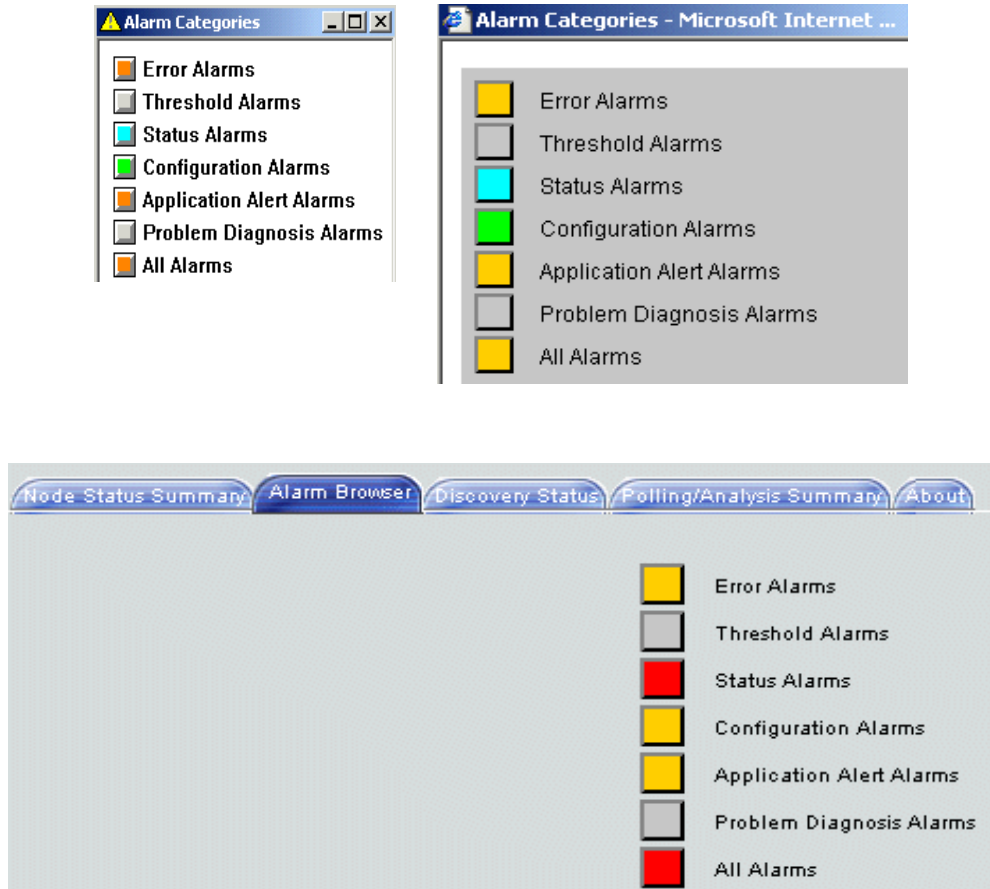 Alarm Categories
Error Alarms
Threshold Alarms
Status Alarms
Configuration Alarms
Application Alert Alarms
Problem Diagnosis Alarms
All Alarms
Alarm Categories - Microsoft Internet ...
Error Alarms
Threshold Alarms
Status Alarms
Configuration Alarms
Application Alert Alarms
Problem Diagnosis Alarms
All Alarms
Node Status Summary Alarm Browser Discovery Status Polling/Analysis Summary About
Error Alarms
Threshold Alarms
Status Alarms
Configuration Alarms
Application Alert Alarms
Problem Diagnosis Alarms
All Alarms